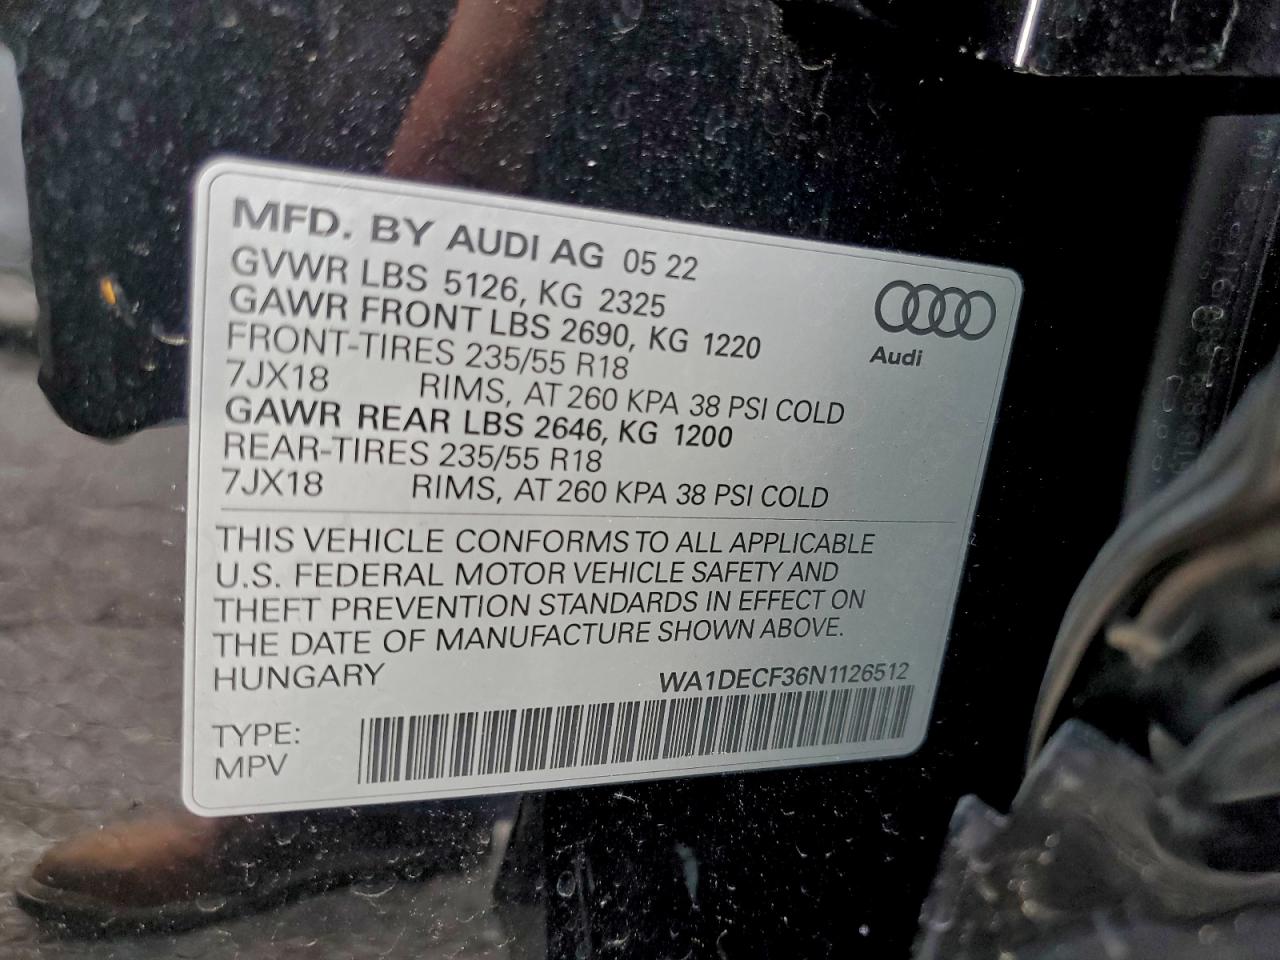 MFD. BY AUDI AG 05 22
GVWR LBS 5126, KG 2325
GAWR FRONT LBS 2690, KG 1220
FRONT-TIRES 235/55 R18
7JX18 RIMS, AT 260 KPA 38 PSI COLD
GAWR REAR LBS 2646, KG 1200
REAR-TIRES 235/55 R18
7JX18 RIMS, AT 260 KPA 38 PSI COLD
Audi
THIS VEHICLE CONFORMS TO ALL APPLICABLE
U.S. FEDERAL MOTOR VEHICLE SAFETY AND
THEFT PREVENTION STANDARDS IN EFFECT ON
THE DATE OF MANUFACTURE SHOWN ABOVE.
HUNGARY WA1DECF36N1126512
TYPE:
MPV